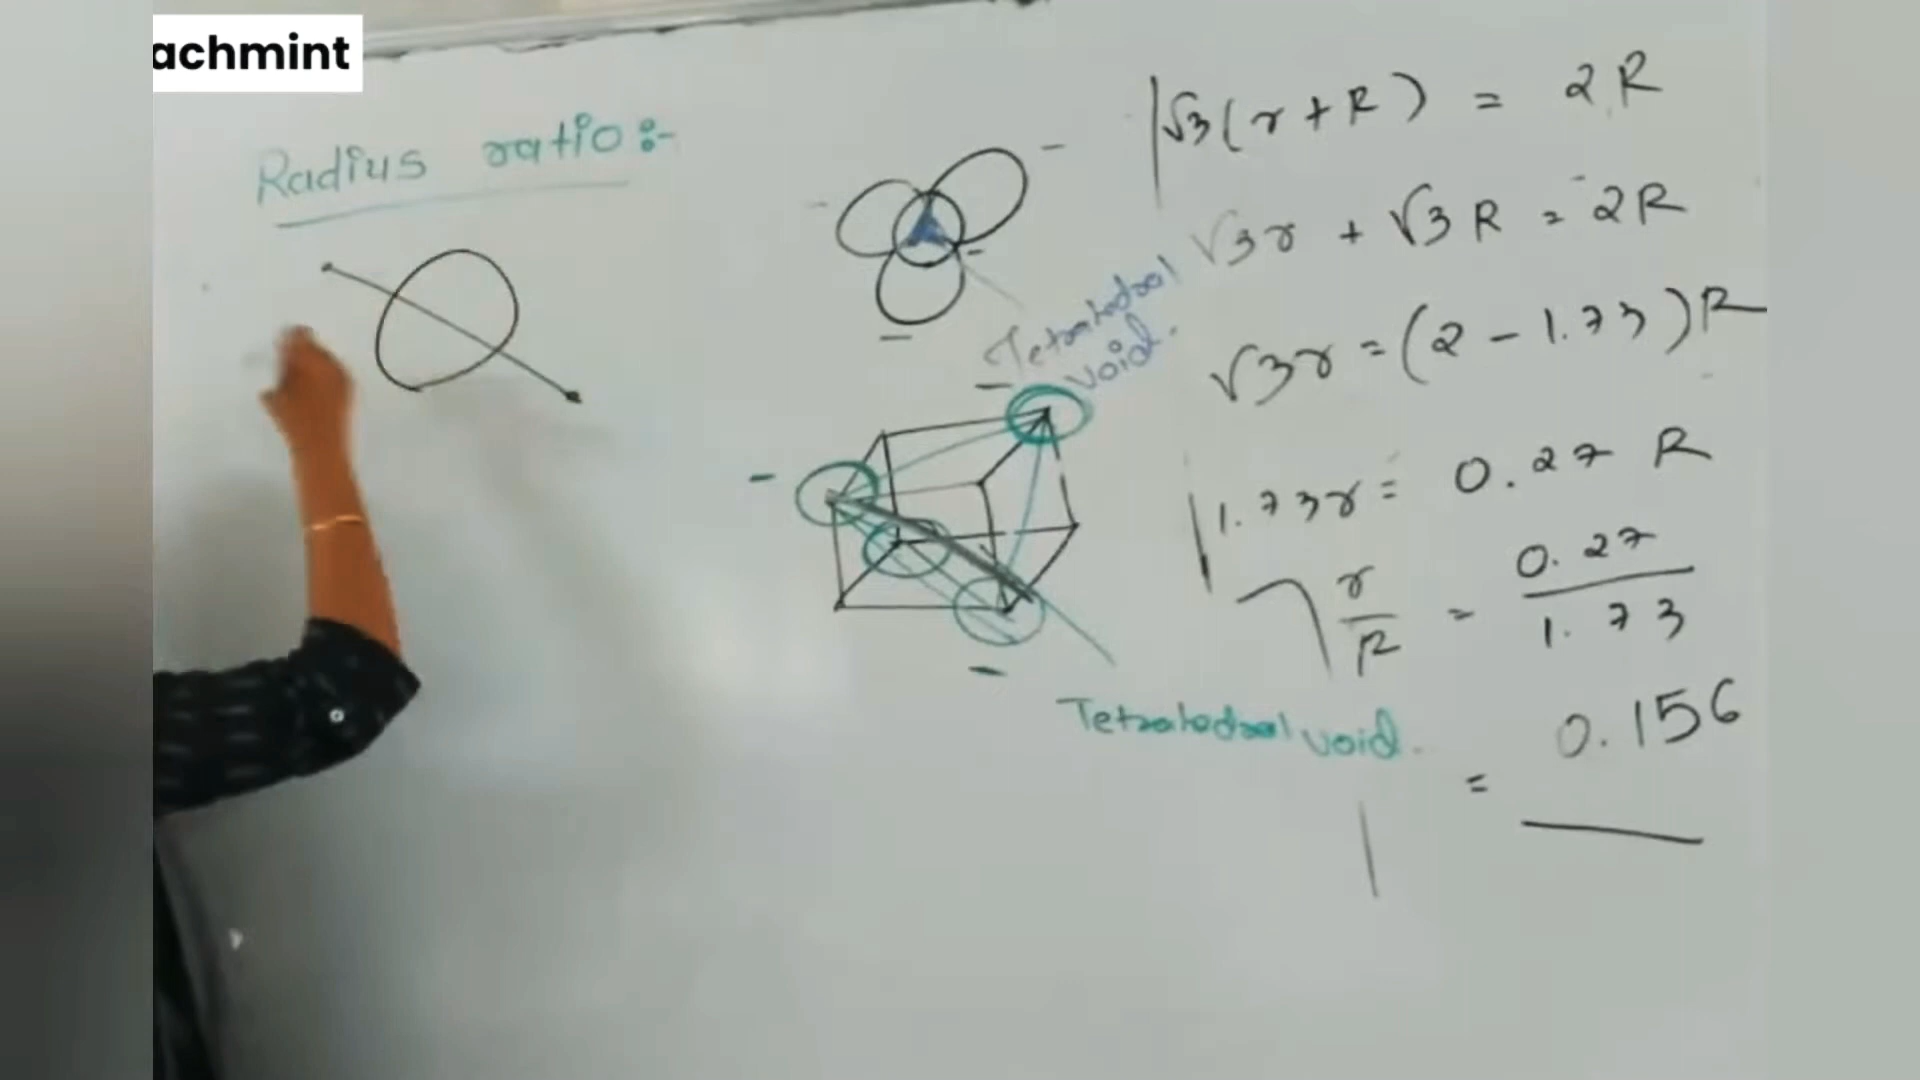 achmint
Radius ratio :-
Tetrahedral
void.
Tetrahedral void.
√3(r + R) = 2R
√3r + √3R = 2R
√3r = (2 - 1.73)R
1.73r = 0.27 R
r/R = 0.27/1.73
= 0.156